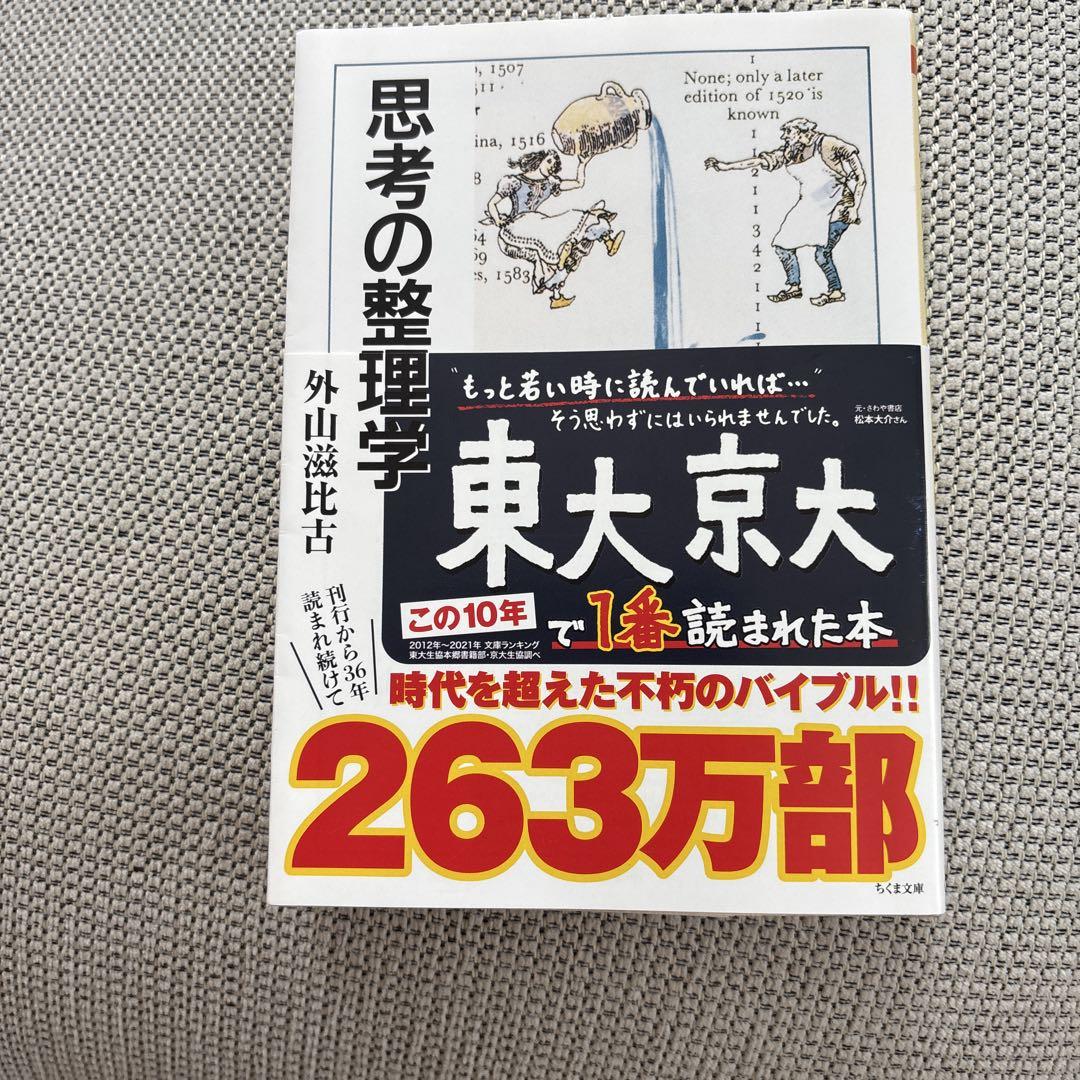 思考の整理学
外山滋比古
, 1507
511 .
ina, 1516
8
94
99
es, 1583
None; only a later
edition of 1520 is
known
"もっと若い時に読んでいれば…"
そう思わずにはいられませんでした。
元・さわや書店
松本大介さん
東大 京大
この10年
で1番読まれた本
2012年〜2021年 文庫ランキング
東大生協本郷書籍部・京大生協調べ
刊行から36年
読まれ続けて
時代を超えた不朽のバイブル!!
263万部
ちくま文庫